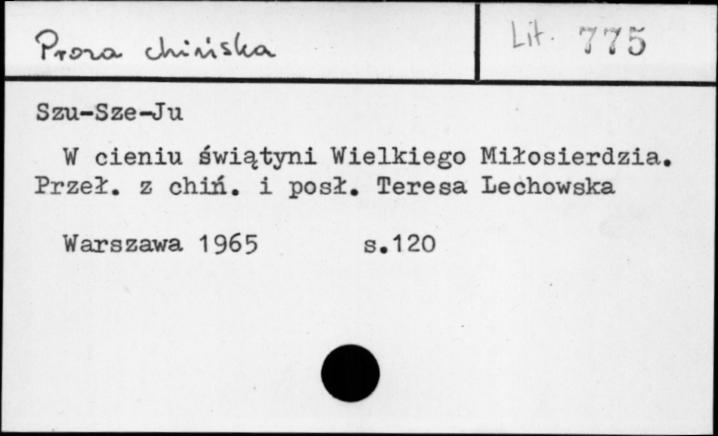 Proza chińska
Lit. 775
Szu-Sze-Ju
W cieniu świątyni Wielkiego Miłosierdzia.
Przeł. z chiń. i posł. Teresa Lechowska
Warszawa 1965 s.120